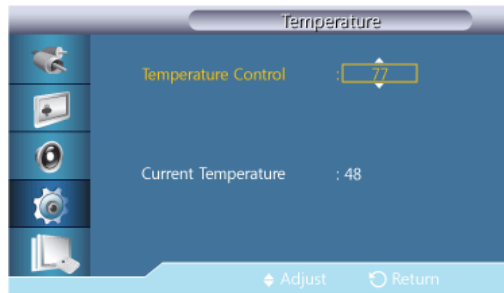 Temperature
Temperature Control : 77
Current Temperature : 48
Adjust Return